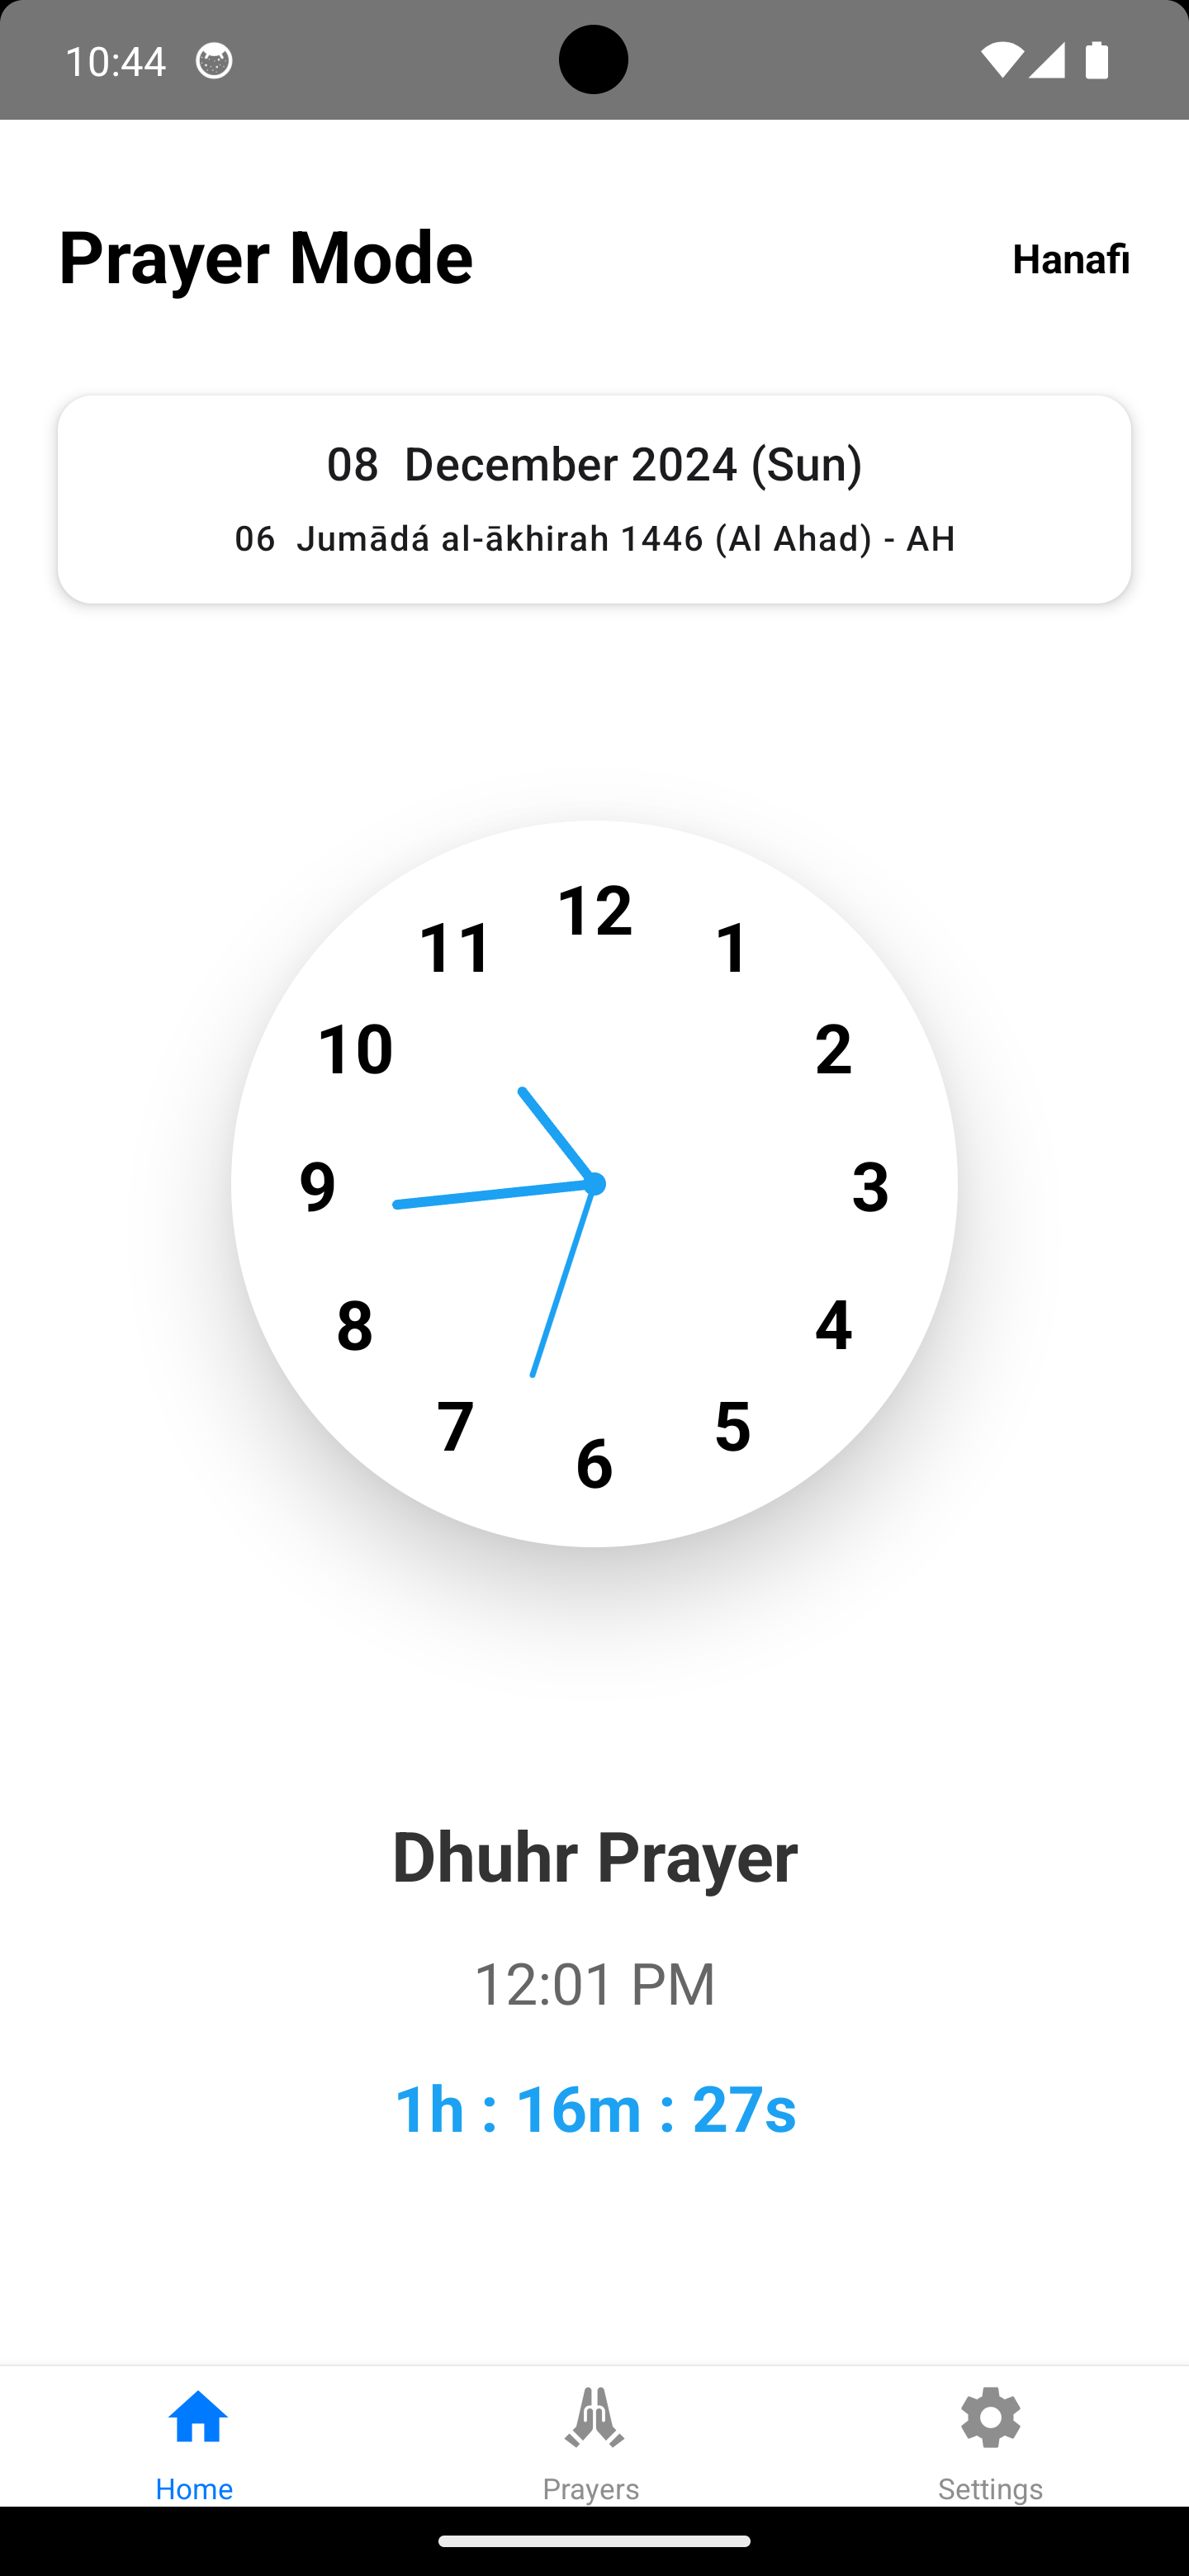 10:44
Prayer Mode
Hanafi
08 December 2024 (Sun)
06 Jumādá al-ākhirah 1446 (Al Ahad) - AH
12
11 1
10 2
9 3
8 4
7 5
6
Dhuhr Prayer
12:01 PM
1h : 16m : 27s
Home Prayers Settings